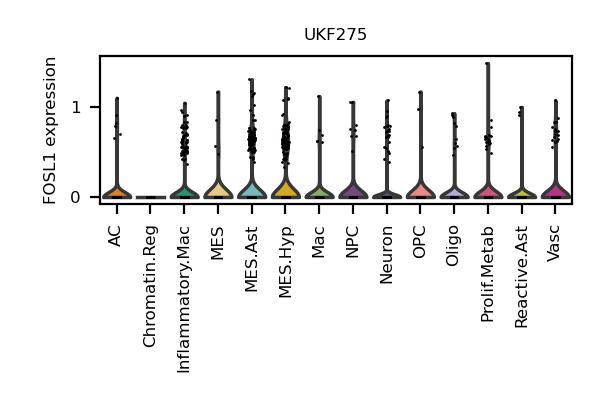 UKF275
FOSL1 expression
1
0
AC
Chromatin.Reg
Inflammatory.Mac
MES
MES.Ast
MES.Hyp
Mac
NPC
Neuron
OPC
Oligo
Prolif.Metab
Reactive.Ast
Vasc